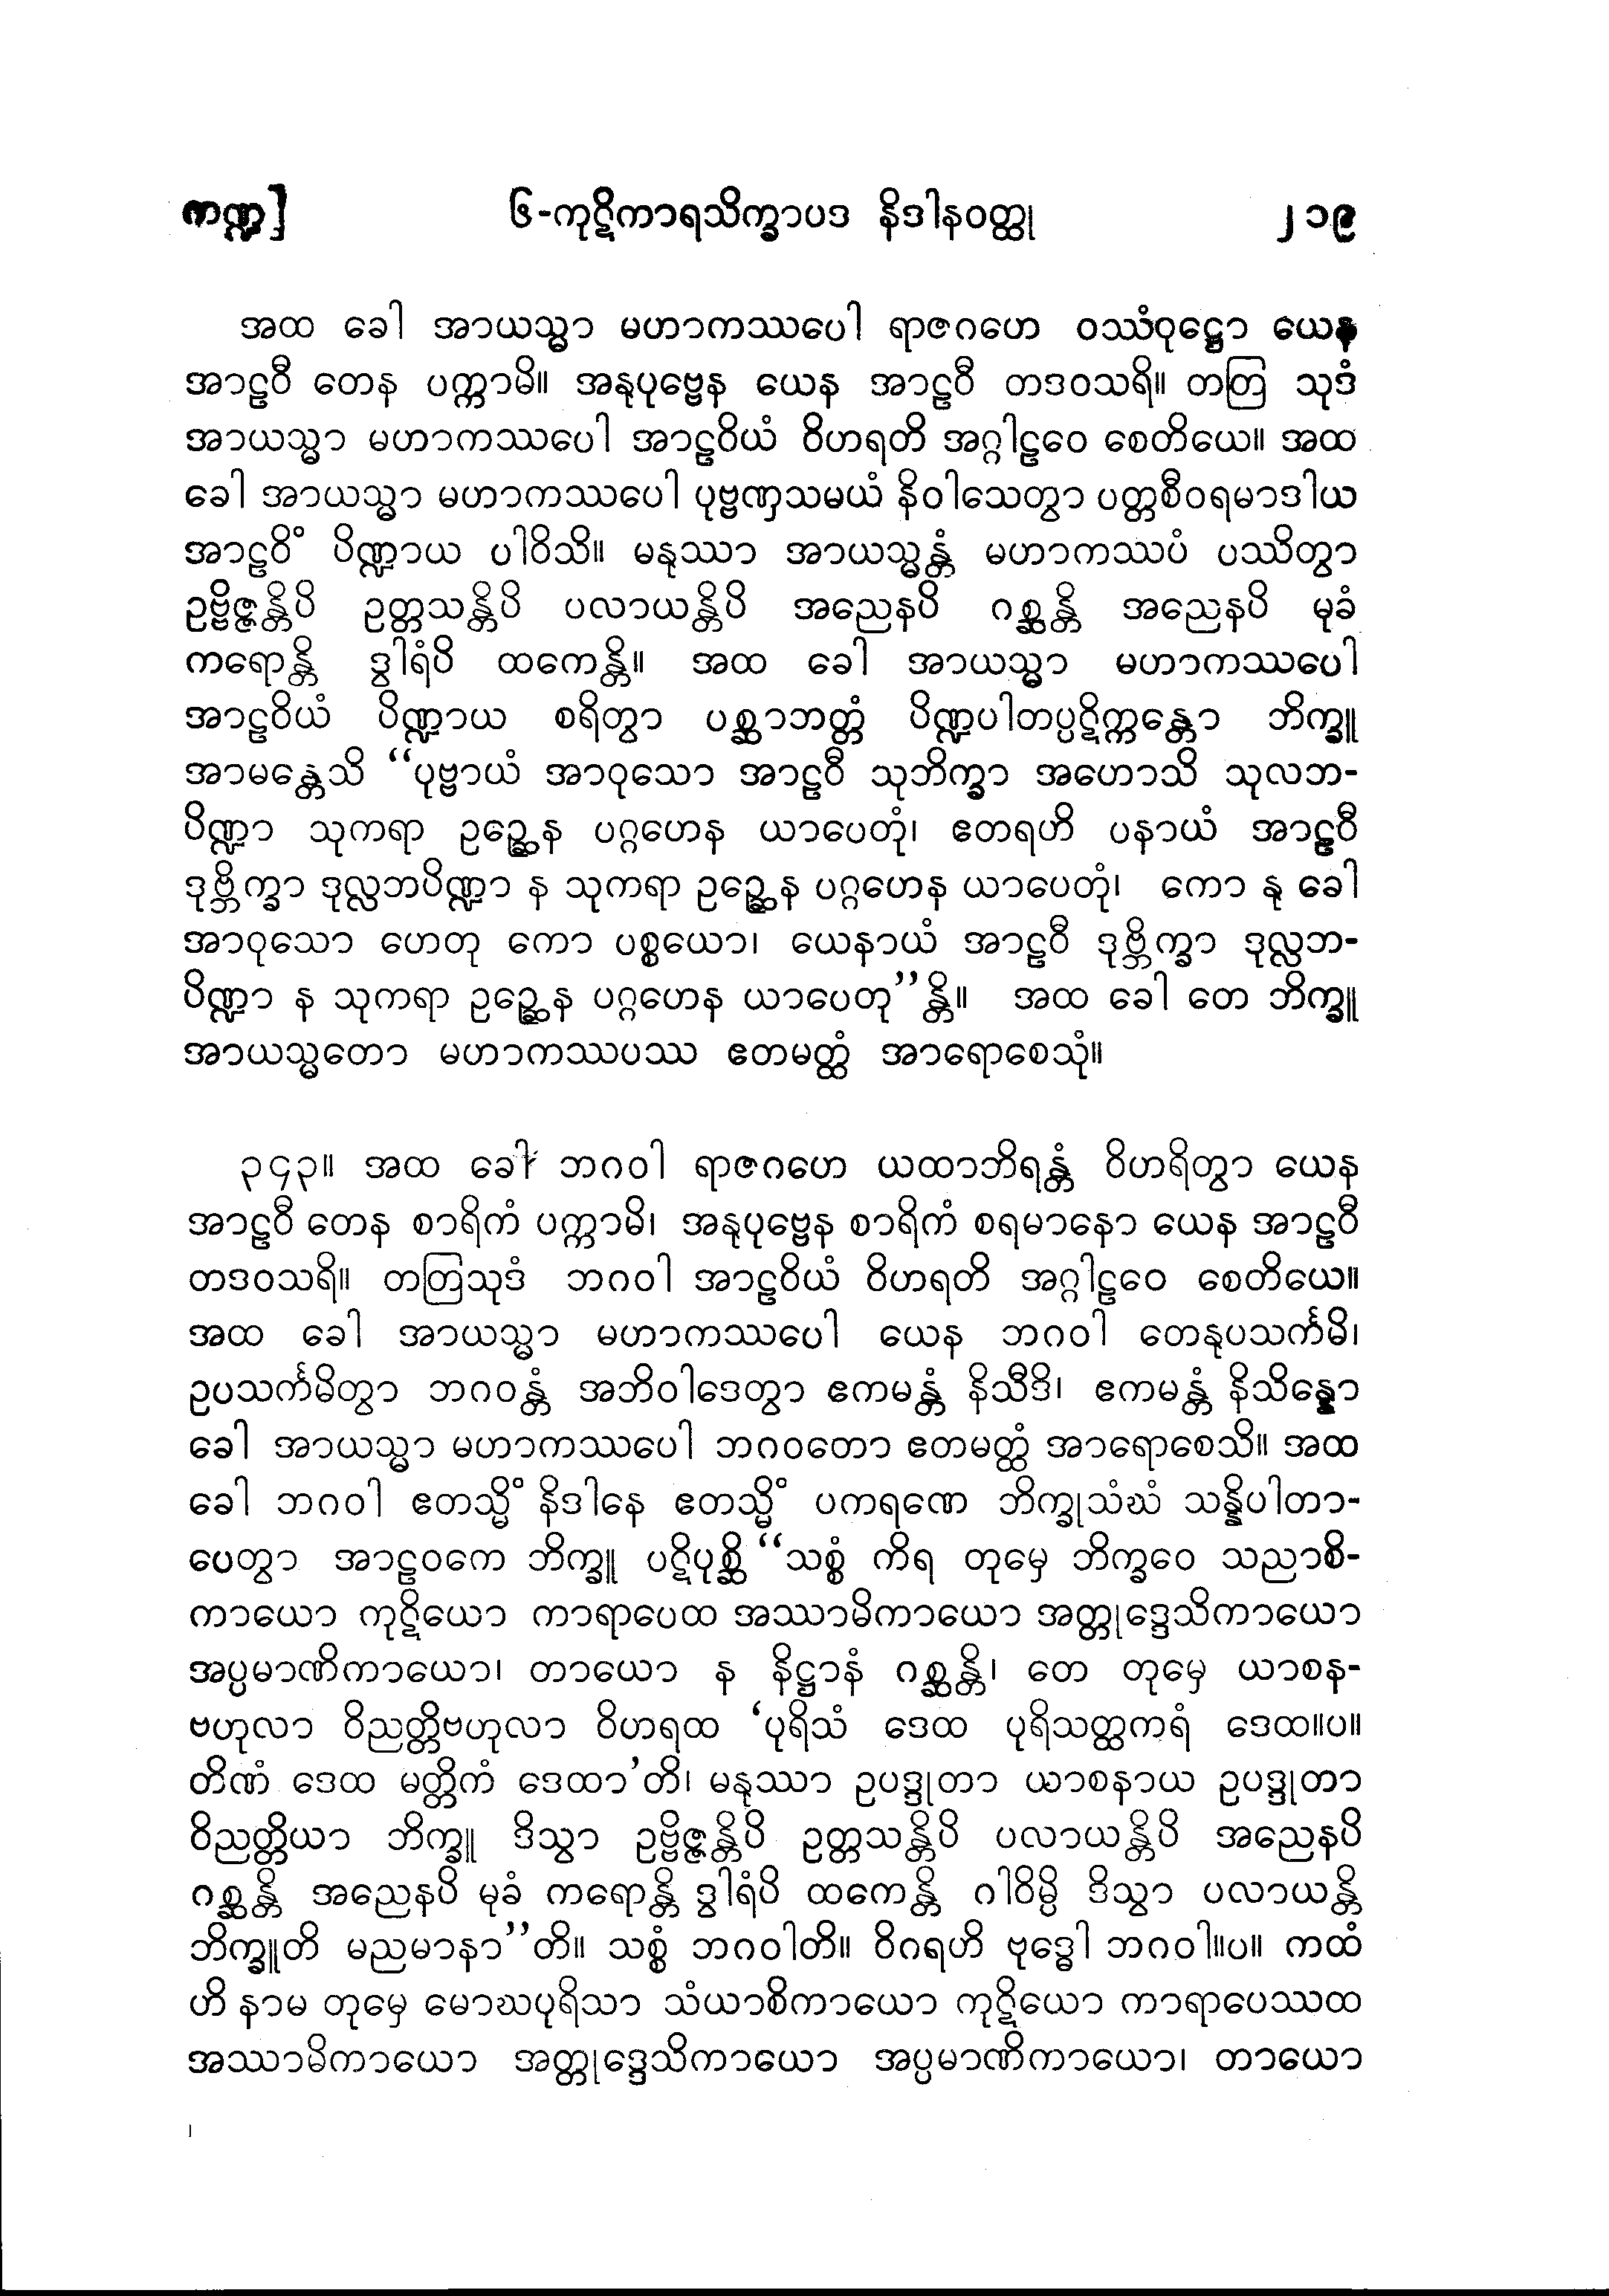 ကဏ္ဍ] ၆-ကုဋိကာရသိက္ခာပဒ နိဒါနဝတ္ထု ၂၁၉
အထ ခေါ အာယသ္မာ မဟာကဿပေါ ရာဇဂဟေ ဝဿံဝုဋ္ဌော ယေန
အာဠဝီ တေန ပက္ကာမိ။ အနုပုဗ္ဗေန ယေန အာဠဝီ တဒဝသရိ။ တတြ သုဒံ
အာယသ္မာ မဟာကဿပေါ အာဠဝိယံ ဝိဟရတိ အဂ္ဂါဠဝေ စေတိယေ။ အထ
ခေါ အာယသ္မာ မဟာကဿပေါ ပုဗ္ဗဏှသမယံ နိဝါသေတွာ ပတ္တစီဝရမာဒါယ
အာဠဝိံ ပိဏ္ဍာယ ပါဝိသိ။ မနုဿာ အာယသ္မန္တံ မဟာကဿပံ ပဿိတွာ
ဥဗ္ဗိဇ္ဇန္တိပိ ဥတ္တသန္တိပိ ပလာယန္တိပိ အညေနပိ ဂစ္ဆန္တိ အညေနပိ မုခံ
ကရောန္တိ ဒွါရံပိ ထကေန္တိ။ အထ ခေါ အာယသ္မာ မဟာကဿပေါ
အာဠဝိယံ ပိဏ္ဍာယ စရိတွာ ပစ္ဆာဘတ္တံ ပိဏ္ဍပါတပ္ပဋိက္ကန္တော ဘိက္ခူ
အာမန္တေသိ “ပုဗ္ဗာယံ အာဝုသော အာဠဝီ သုဘိက္ခာ အဟောသိ သုလဘ-
ပိဏ္ဍာ သုကရာ ဥဉ္ဆေန ပဂ္ဂဟေန ယာပေတုံ၊ ဧတရဟိ ပနာယံ အာဠဝီ
ဒုဗ္ဘိက္ခာ ဒုလ္လဘပိဏ္ဍာ န သုကရာ ဥဉ္ဆေန ပဂ္ဂဟေန ယာပေတုံ၊ ကော နု ခေါ
အာဝုသော ဟေတု ကော ပစ္စယော၊ ယေနာယံ အာဠဝီ ဒုဗ္ဘိက္ခာ ဒုလ္လဘ-
ပိဏ္ဍာ န သုကရာ ဥဉ္ဆေန ပဂ္ဂဟေန ယာပေတု”န္တိ။ အထ ခေါ တေ ဘိက္ခူ
အာယသ္မတော မဟာကဿပဿ ဧတမတ္ထံ အာရောစေသုံ။
၃၄၃။ အထ ခေါ ဘဂဝါ ရာဇဂဟေ ယထာဘိရန္တံ ဝိဟရိတွာ ယေန
အာဠဝီ တေန စာရိကံ ပက္ကာမိ၊ အနုပုဗ္ဗေန စာရိကံ စရမာနော ယေန အာဠဝီ
တဒဝသရိ။ တတြသုဒံ ဘဂဝါ အာဠဝိယံ ဝိဟရတိ အဂ္ဂါဠဝေ စေတိယေ။
အထ ခေါ အာယသ္မာ မဟာကဿပေါ ယေန ဘဂဝါ တေနုပသင်္ကမိ၊
ဥပသင်္ကမိတွာ ဘဂဝန္တံ အဘိဝါဒေတွာ ဧကမန္တံ နိသီဒိ၊ ဧကမန္တံ နိသိန္နော
ခေါ အာယသ္မာ မဟာကဿပေါ ဘဂဝတော ဧတမတ္ထံ အာရောစေသိ။ အထ
ခေါ ဘဂဝါ ဧတသ္မိံ နိဒါနေ ဧတသ္မိံ ပကရဏေ ဘိက္ခုသံဃံ သန္နိပါတာ-
ပေတွာ အာဠဝကေ ဘိက္ခူ ပဋိပုစ္ဆိ “သစ္စံ ကိရ တုမှေ ဘိက္ခဝေ သညာစိ-
ကာယော ကုဋိယော ကာရာပေထ အဿာမိကာယော အတ္တုဒ္ဒေသိကာယော
အပ္ပမာဏိကာယော၊ တာယော န နိဋ္ဌာနံ ဂစ္ဆန္တိ၊ တေ တုမှေ ယာစန-
ဗဟုလာ ဝိညတ္တိဗဟုလာ ဝိဟရထ ‘ပုရိသံ ဒေထ ပုရိသတ္ထကရံ ဒေထ။ပ။
တိဏံ ဒေထ မတ္တိကံ ဒေထာ’တိ၊ မနုဿာ ဥပဒ္ဒုတာ ယာစနာယ ဥပဒ္ဒုတာ
ဝိညတ္တိယာ ဘိက္ခူ ဒိသွာ ဥဗ္ဗိဇ္ဇန္တိပိ ဥတ္တသန္တိပိ ပလာယန္တိပိ အညေနပိ
ဂစ္ဆန္တိ အညေနပိ မုခံ ကရောန္တိ ဒွါရံပိ ထကေန္တိ ဂါဝိမ္ပိ ဒိသွာ ပလာယန္တိ
ဘိက္ခူတိ မညမာနာ”တိ။ သစ္စံ ဘဂဝါတိ။ ဝိဂရဟိ ဗုဒ္ဓေါ ဘဂဝါ။ပ။ ကထံ
ဟိ နာမ တုမှေ မောဃပုရိသာ သံယာစိကာယော ကုဋိယော ကာရာပေဿထ
အဿာမိကာယော အတ္တုဒ္ဒေသိကာယော အပ္ပမာဏိကာယော၊ တာယော